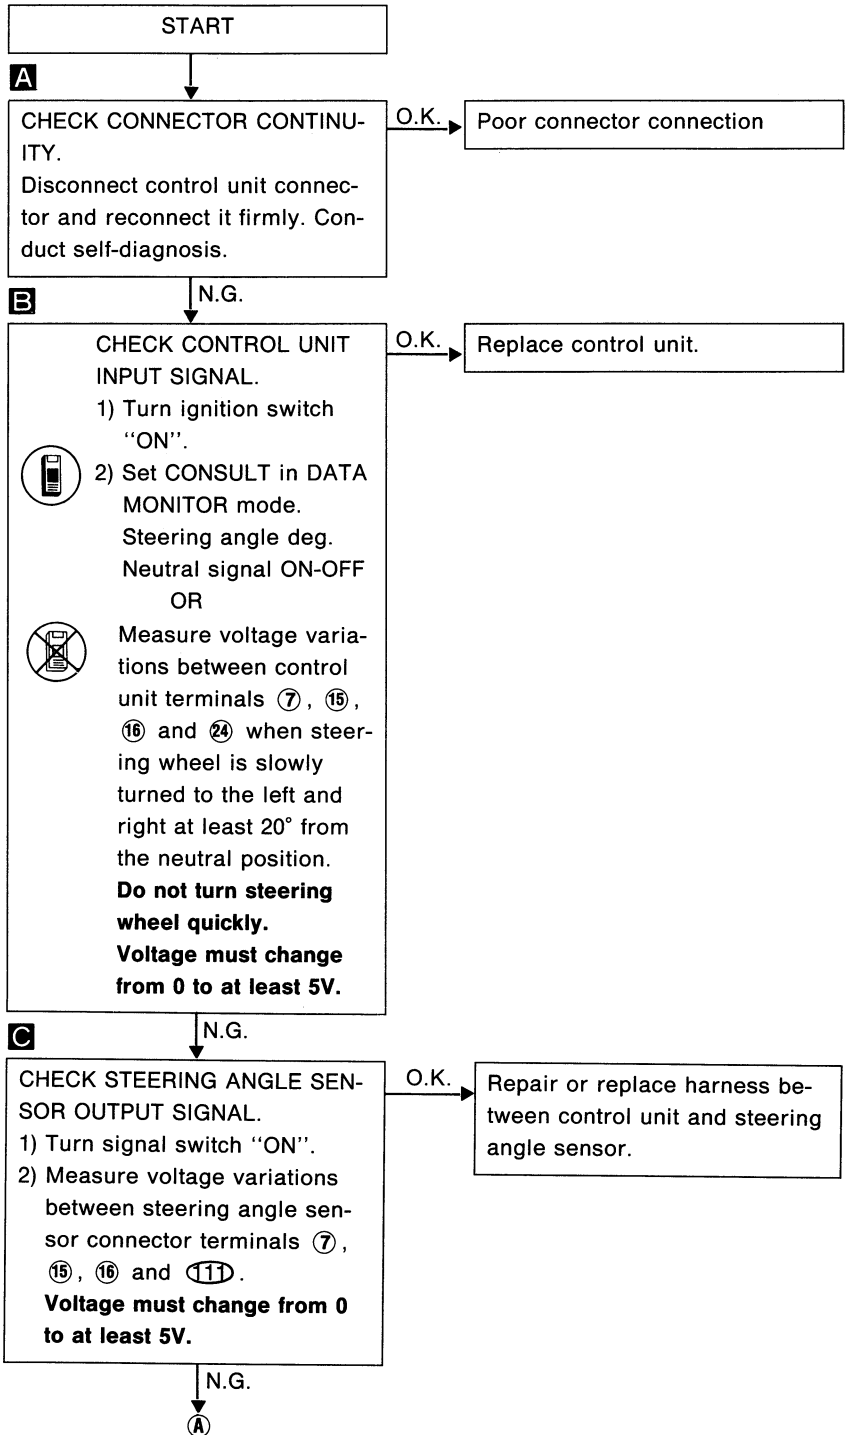 START
A
CHECK CONNECTOR CONTINU-
ITY.
Disconnect control unit connec-
tor and reconnect it firmly. Con-
duct self-diagnosis.
O.K.
Poor connector connection
N.G.
B
CHECK CONTROL UNIT
INPUT SIGNAL.
1) Turn ignition switch
‘‘ON’’.
2) Set CONSULT in DATA
MONITOR mode.
Steering angle deg.
Neutral signal ON-OFF
OR
Measure voltage varia-
tions between control
unit terminals ⑦, ⑮,
⑯ and ㉔ when steer-
ing wheel is slowly
turned to the left and
right at least 20° from
the neutral position.
Do not turn steering
wheel quickly.
Voltage must change
from 0 to at least 5V.
O.K.
Replace control unit.
N.G.
C
CHECK STEERING ANGLE SEN-
SOR OUTPUT SIGNAL.
1) Turn signal switch ‘‘ON’’.
2) Measure voltage variations
between steering angle sen-
sor connector terminals ⑦,
⑮, ⑯ and (111).
Voltage must change from 0
to at least 5V.
O.K.
Repair or replace harness be-
tween control unit and steering
angle sensor.
N.G.
Ⓐ